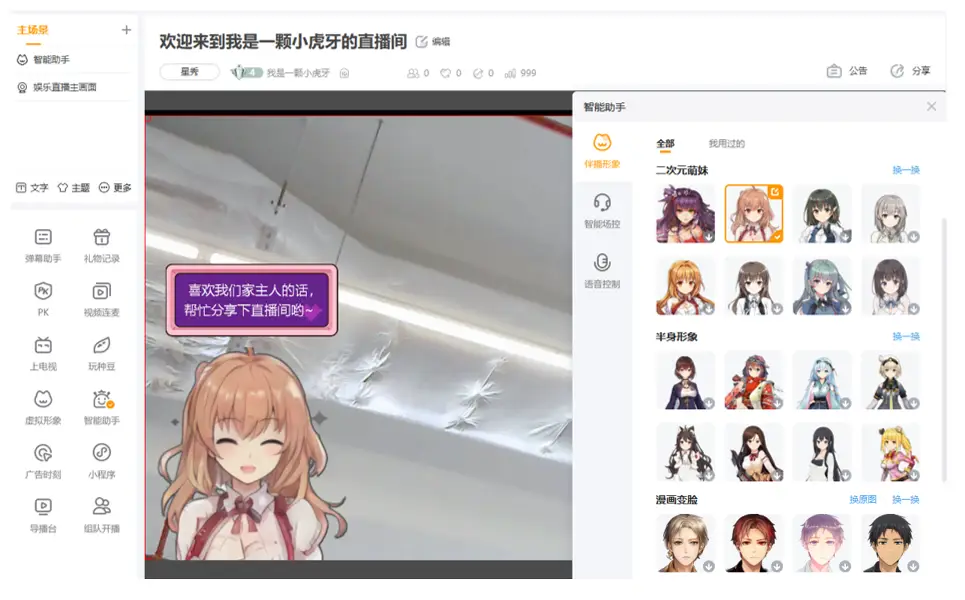 主场景
智能助手
娱乐直播主画面
文字 主题 更多
弹幕助手 礼物记录
PK 视频连麦
上电视 玩种豆
虚拟形象 智能助手
广告时刻 小程序
导播台 组队开播
欢迎来到我是一颗小虎牙的直播间 编辑
星秀 4 我是一颗小虎牙 0 0 0 999
公告 分享
喜欢我们家主人的话，
帮忙分享下直播间哟~
智能助手
伴播形象
智能场控
语音控制
全部 我用过的
二次元萌妹 换一换
半身形象 换一换
漫画变脸 换原图 换一换